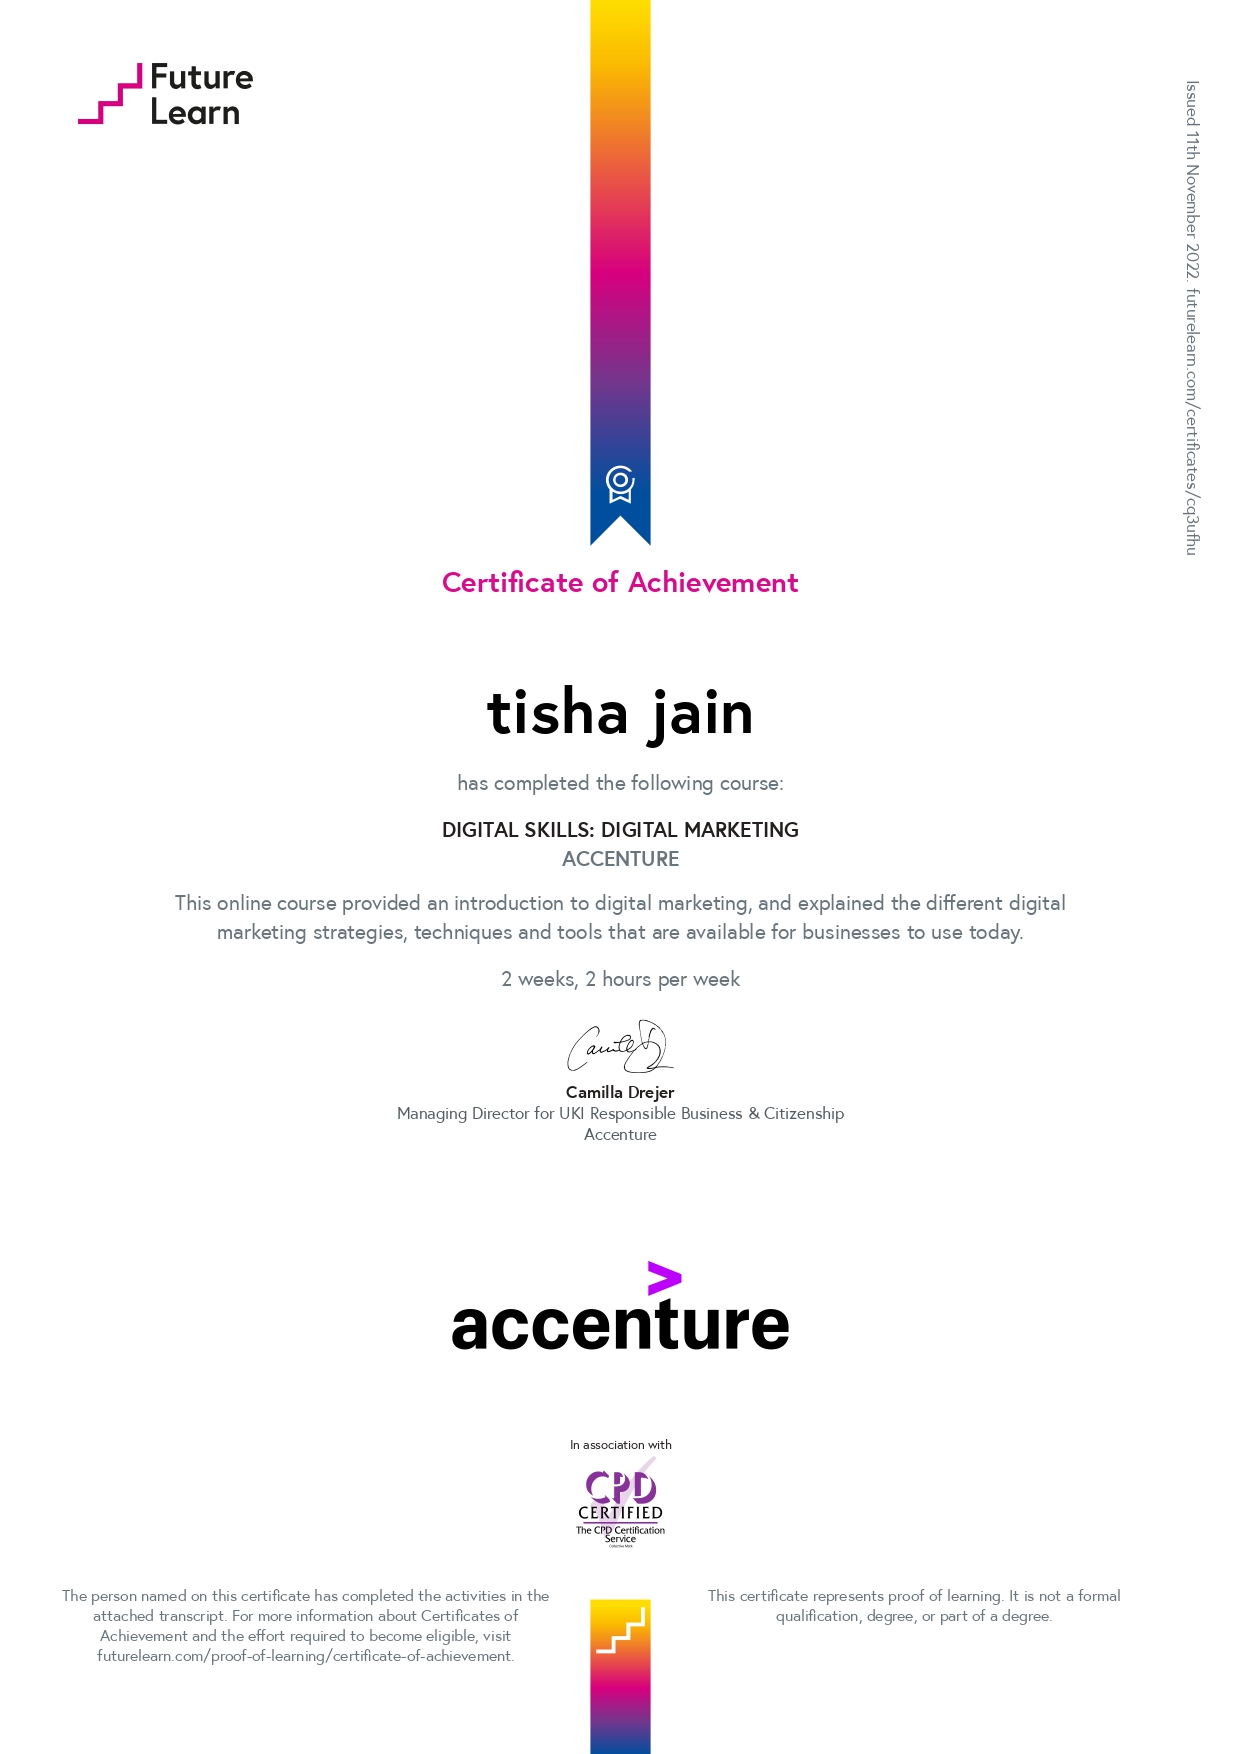 Future
Learn
Issued 11th November 2022. futurelearn.com/certificates/cq3ufhu
Certificate of Achievement
tisha jain
has completed the following course:
DIGITAL SKILLS: DIGITAL MARKETING
ACCENTURE
This online course provided an introduction to digital marketing, and explained the different digital
marketing strategies, techniques and tools that are available for businesses to use today.
2 weeks, 2 hours per week
Camilla Drejer
Managing Director for UKI Responsible Business & Citizenship
Accenture
accenture
In association with
CPD
CERTIFIED
The CPD Certification
Service
Collective Mark
The person named on this certificate has completed the activities in the
attached transcript. For more information about Certificates of
Achievement and the effort required to become eligible, visit
futurelearn.com/proof-of-learning/certificate-of-achievement.
This certificate represents proof of learning. It is not a formal
qualification, degree, or part of a degree.